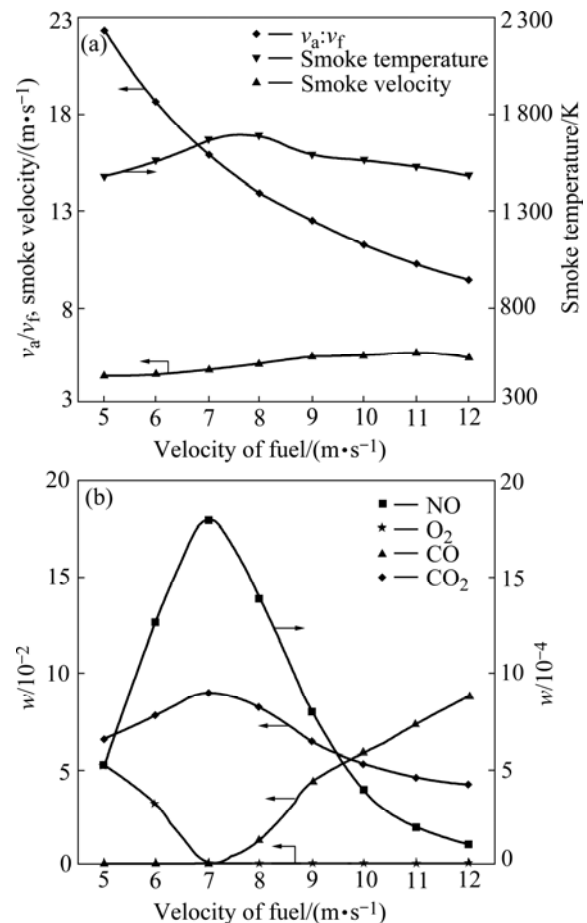 (a)
vₐ:v_f
Smoke temperature
Smoke velocity
23
18
13
8
3
vₐ/v_f, smoke velocity/(m•s⁻¹)
2 300
1 800
1 300
800
300
Smoke temperature/K
5 6 7 8 9 10 11 12
Velocity of fuel/(m•s⁻¹)
(b)
NO
O₂
CO
CO₂
20
15
10
5
0
w/10⁻²
20
15
10
5
0
w/10⁻⁴
5 6 7 8 9 10 11 12
Velocity of fuel/(m•s⁻¹)